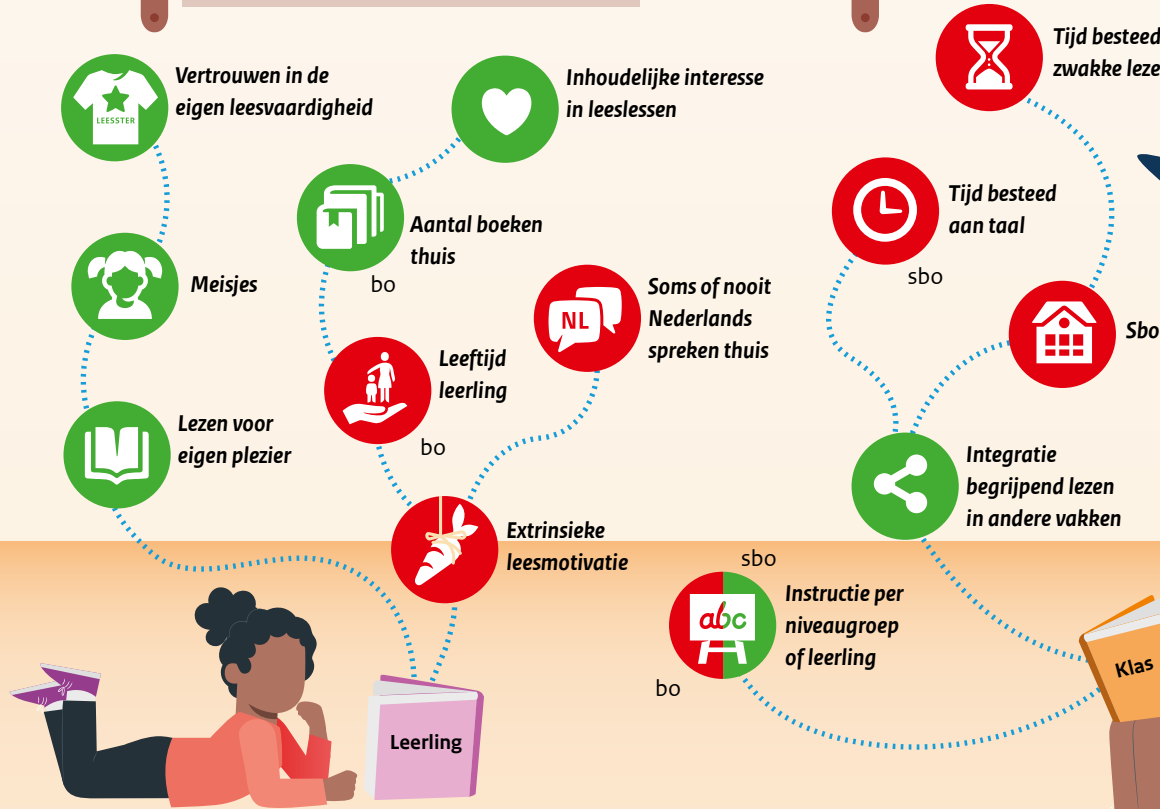 Vertrouwen in de
eigen leesvaardigheid
LEESSTER
Inhoudelijke interesse
in leeslessen
Aantal boeken
thuis
bo
Meisjes
Soms of nooit
Nederlands
spreken thuis
NL
Leeftijd
leerling
bo
Lezen voor
eigen plezier
Extrinsieke
leesmotivatie
Leerling
Tijd besteed
zwakke leze
Tijd besteed
aan taal
sbo
Sbo
Integratie
begrijpend lezen
in andere vakken
sbo
Instructie per
niveaugroep
of leerling
abc
bo
Klas